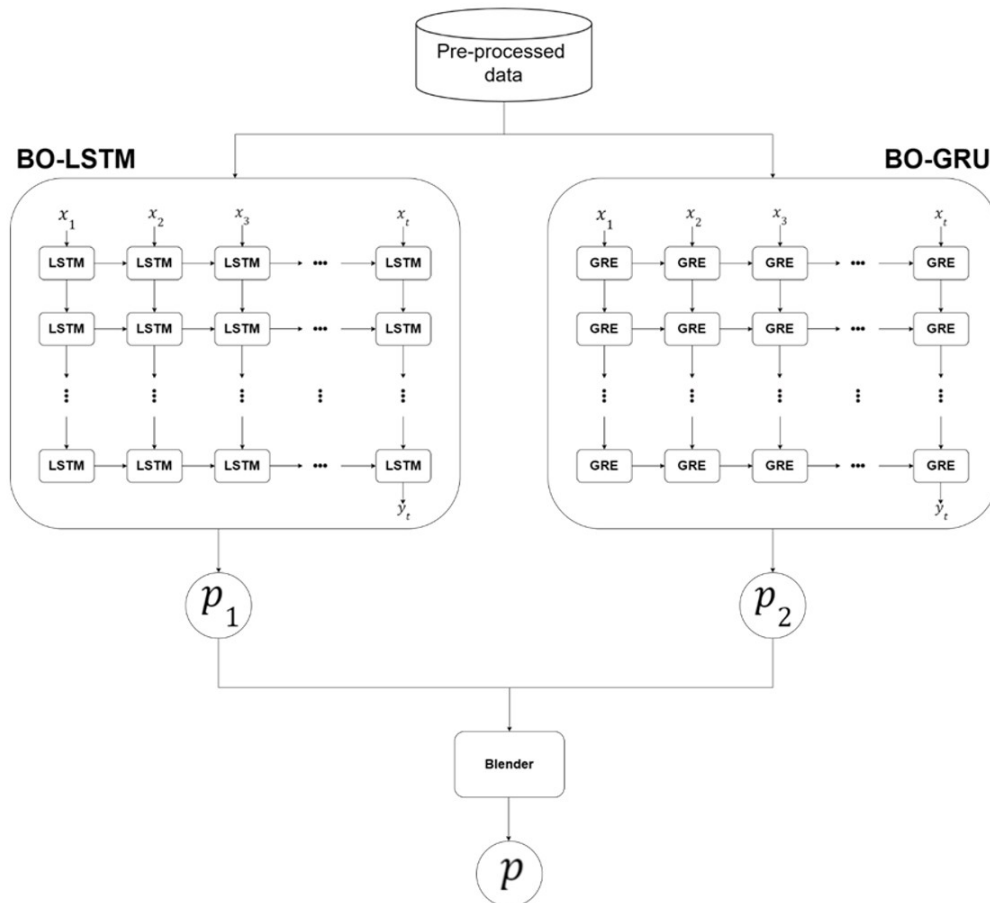 Pre-processed
data
BO-LSTM
BO-GRU
x₁ x₂ x₃ xₜ
LSTM LSTM LSTM ••• LSTM
LSTM LSTM LSTM ••• LSTM
LSTM LSTM LSTM ••• LSTM
yₜ
x₁ x₂ x₃ xₜ
GRE GRE GRE ••• GRE
GRE GRE GRE ••• GRE
GRE GRE GRE ••• GRE
yₜ
p₁
p₂
Blender
p